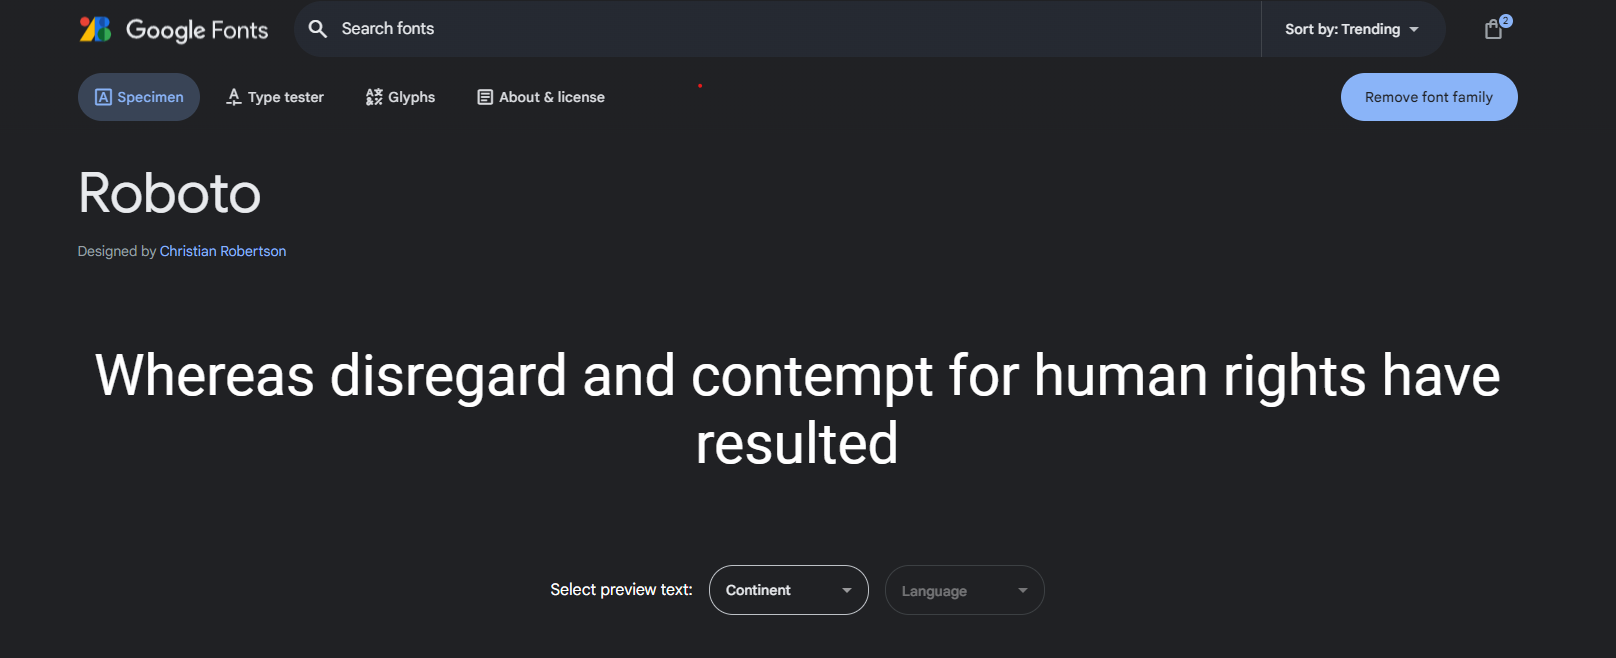 Google Fonts
Search fonts
Sort by: Trending
2
Specimen
Type tester
Glyphs
About & license
Remove font family
Roboto
Designed by Christian Robertson
Whereas disregard and contempt for human rights have
resulted
Select preview text:
Continent
Language